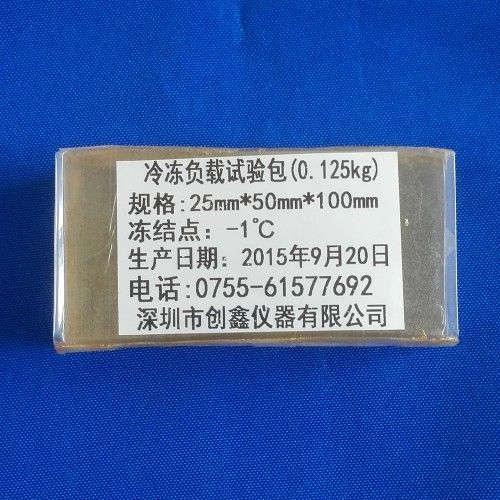 冷冻负载试验包(0.125kg)
规格:25mm*50mm*100mm
冻结点：-1℃
生产日期：2015年9月20日
电话:0755-61577692
深圳市创鑫仪器有限公司